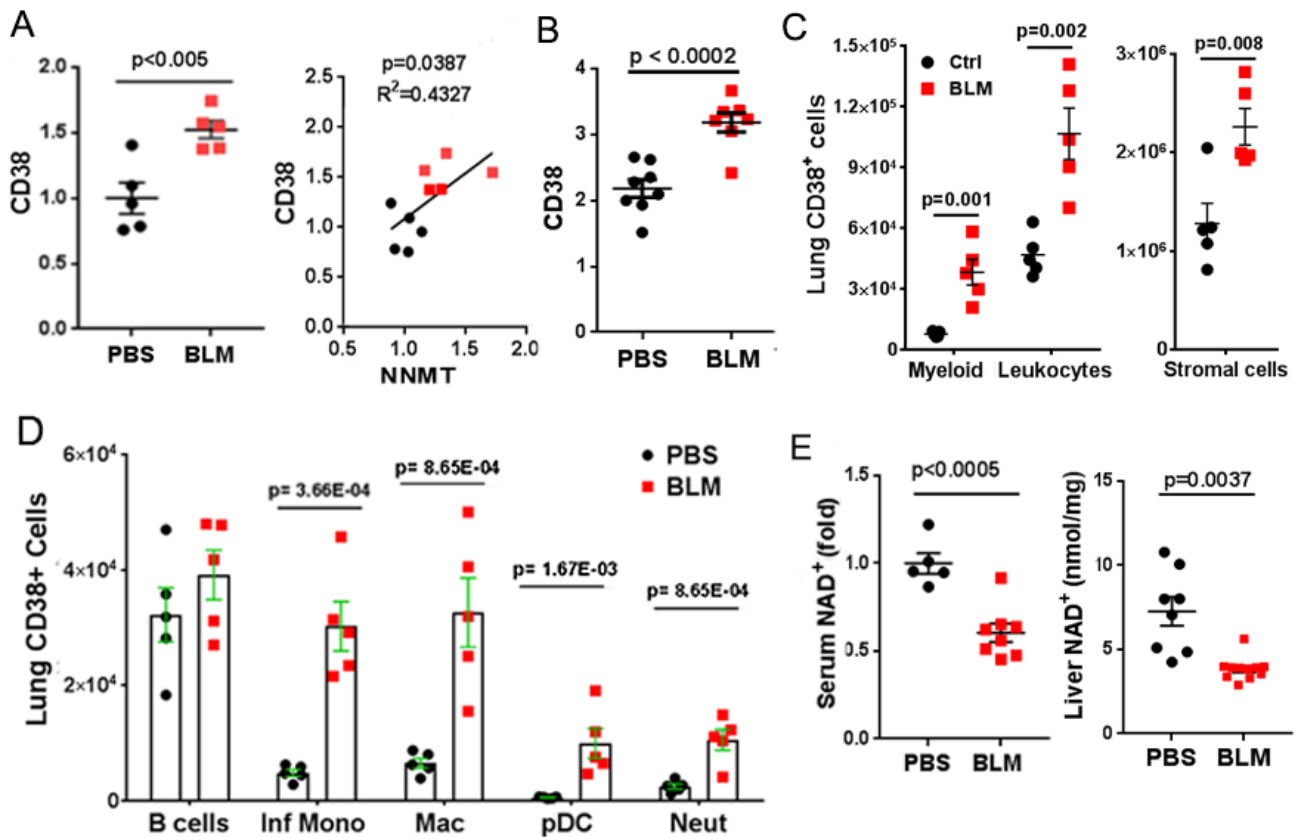 A
p<0.005
CD38
2.0
1.5
1.0
0.5
0.0
PBS BLM
p=0.0387
R²=0.4327
CD38
2.5
2.0
1.5
1.0
0.5
0.0
0.5 1.0 1.5 2.0
NNMT
B
p < 0.0002
CD38
4
3
2
1
0
PBS BLM
C
Ctrl
BLM
p=0.002
p=0.001
Lung CD38⁺ cells
1.5×10⁵
1.2×10⁵
9×10⁴
6×10⁴
3×10⁴
0
Myeloid Leukocytes
p=0.008
3×10⁶
2×10⁶
1×10⁶
0
Stromal cells
D
PBS
BLM
p= 3.66E-04
p= 8.65E-04
p= 1.67E-03
p= 8.65E-04
Lung CD38+ Cells
6×10⁴
4×10⁴
2×10⁴
0
B cells Inf Mono Mac pDC Neut
E
p<0.0005
Serum NAD⁺ (fold)
1.5
1.0
0.5
0.0
PBS BLM
p=0.0037
Liver NAD⁺ (nmol/mg)
15
10
5
0
PBS BLM